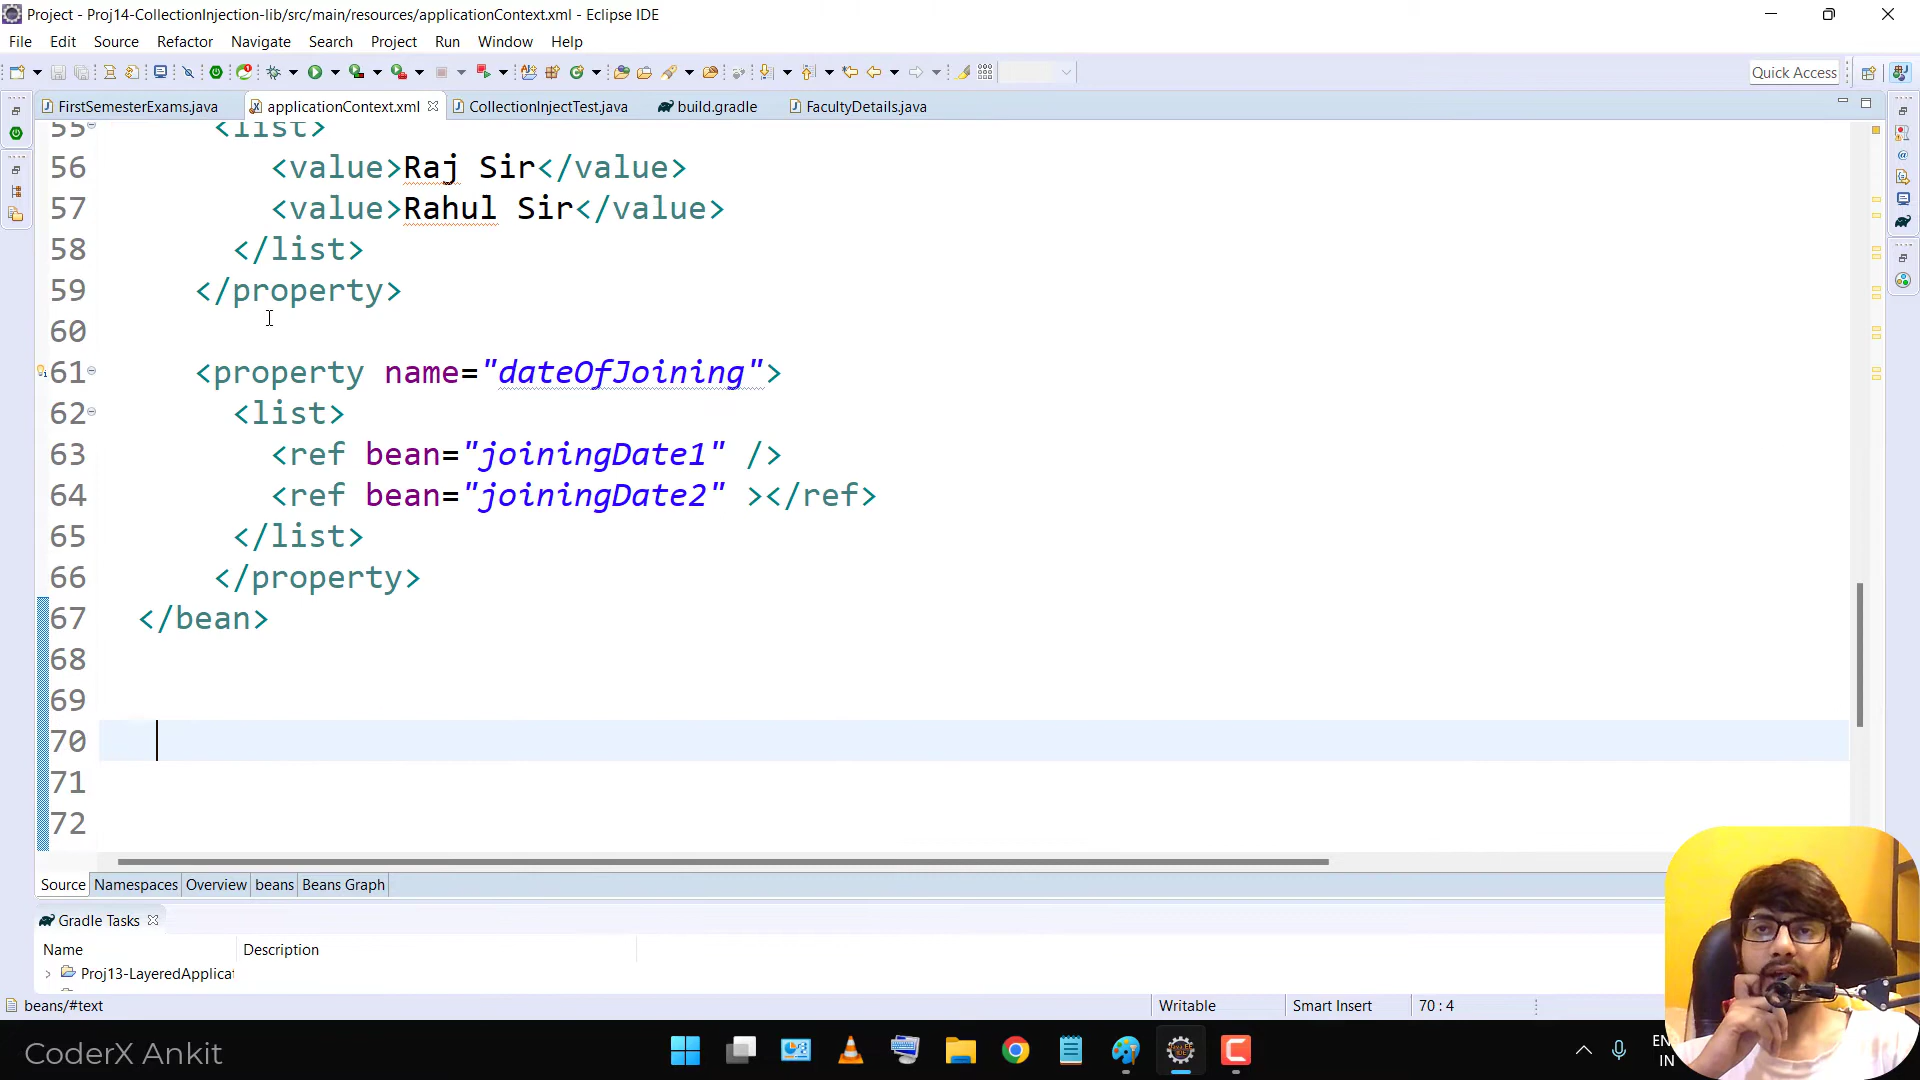 Project - Proj14-CollectionInjection-lib/src/main/resources/applicationContext.xml - Eclipse IDE
File Edit Source Refactor Navigate Search Project Run Window Help
Quick Access
FirstSemesterExams.java applicationContext.xml CollectionInjectTest.java build.gradle FacultyDetails.java
55 <list>
56 <value>Raj Sir</value>
57 <value>Rahul Sir</value>
58 </list>
59 </property>
60
61 <property name="dateOfJoining">
62 <list>
63 <ref bean="joiningDate1" />
64 <ref bean="joiningDate2" ></ref>
65 </list>
66 </property>
67 </bean>
68
69
70
71
72
Source Namespaces Overview beans Beans Graph
Gradle Tasks
Name Description
Proj13-LayeredApplicat
beans/#text Writable Smart Insert 70 : 4
CoderX Ankit
EN
IN